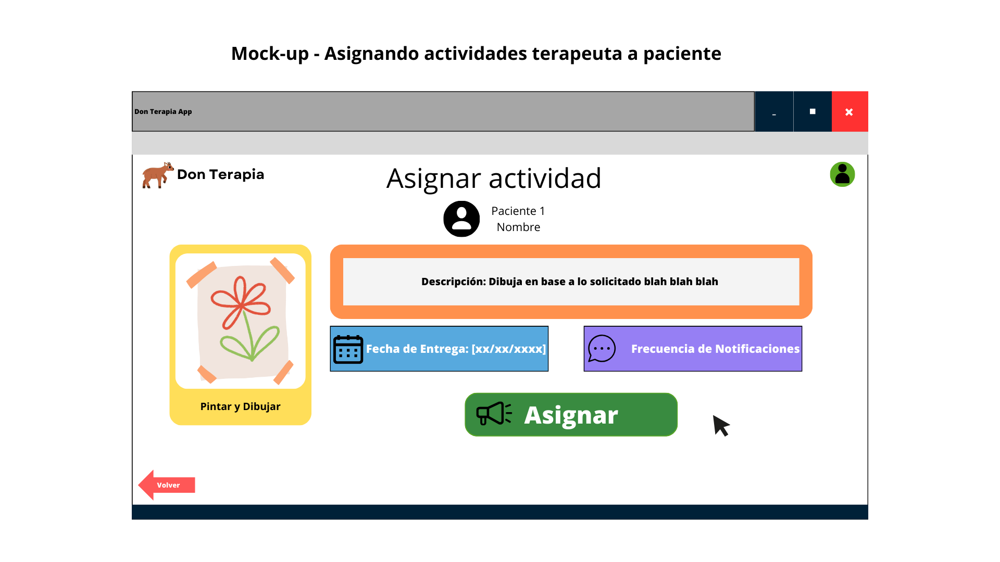 Mock-up - Asignando actividades terapeuta a paciente
Don Terapia App
Don Terapia
Asignar actividad
Paciente 1
Nombre
Descripción: Dibuja en base a lo solicitado blah blah blah
Fecha de Entrega: [xx/xx/xxxx]
Frecuencia de Notificaciones
Pintar y Dibujar
Asignar
Volver